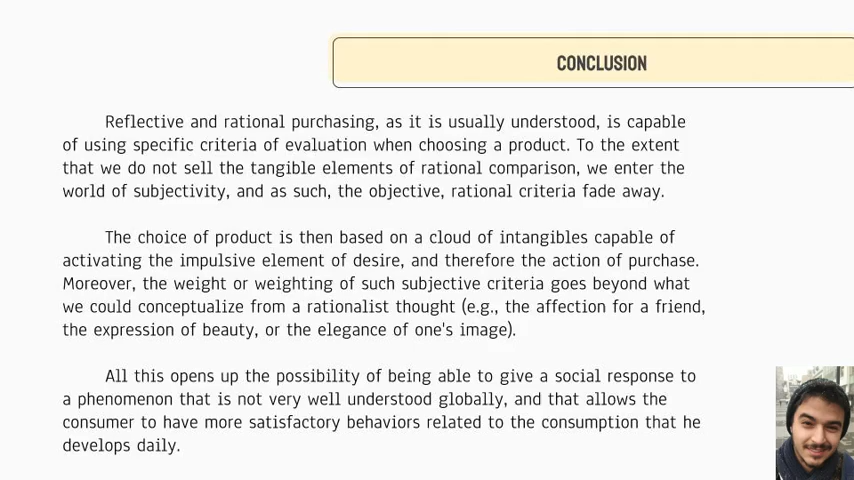 CONCLUSION
Reflective and rational purchasing, as it is usually understood, is capable
of using specific criteria of evaluation when choosing a product. To the extent
that we do not sell the tangible elements of rational comparison, we enter the
world of subjectivity, and as such, the objective, rational criteria fade away.
The choice of product is then based on a cloud of intangibles capable of
activating the impulsive element of desire, and therefore the action of purchase.
Moreover, the weight or weighting of such subjective criteria goes beyond what
we could conceptualize from a rationalist thought (e.g., the affection for a friend,
the expression of beauty, or the elegance of one's image).
All this opens up the possibility of being able to give a social response to
a phenomenon that is not very well understood globally, and that allows the
consumer to have more satisfactory behaviors related to the consumption that he
develops daily.